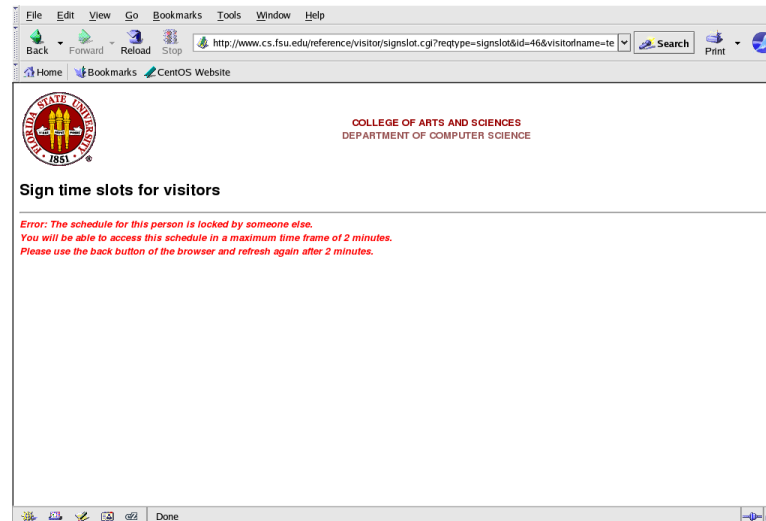 File Edit View Go Bookmarks Tools Window Help
Back Forward Reload Stop http://www.cs.fsu.edu/reference/visitor/signslot.cgi?reqtype=signslot&id=46&visitorlname=te Search Print
Home Bookmarks CentOS Website
FLORIDA STATE UNIVERSITY
1851
COLLEGE OF ARTS AND SCIENCES
DEPARTMENT OF COMPUTER SCIENCE
Sign time slots for visitors
Error: The schedule for this person is locked by someone else.
You will be able to access this schedule in a maximum time frame of 2 minutes.
Please use the back button of the browser and refresh again after 2 minutes.
Done